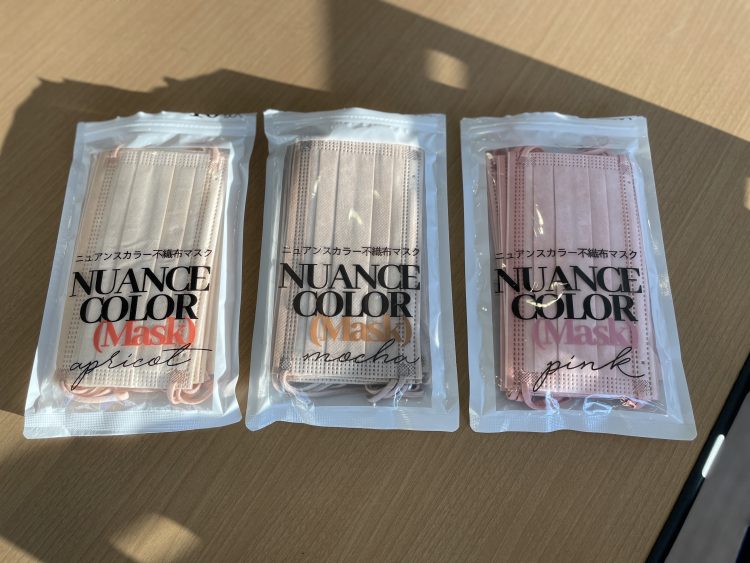 ニュアンスカラー不織布マスク
NUANCE
COLOR
(Mask)
apricot
ニュアンスカラー不織布マスク
NUANCE
COLOR
(Mask)
mocha
ニュアンスカラー不織布マスク
NUANCE
COLOR
(Mask)
pink